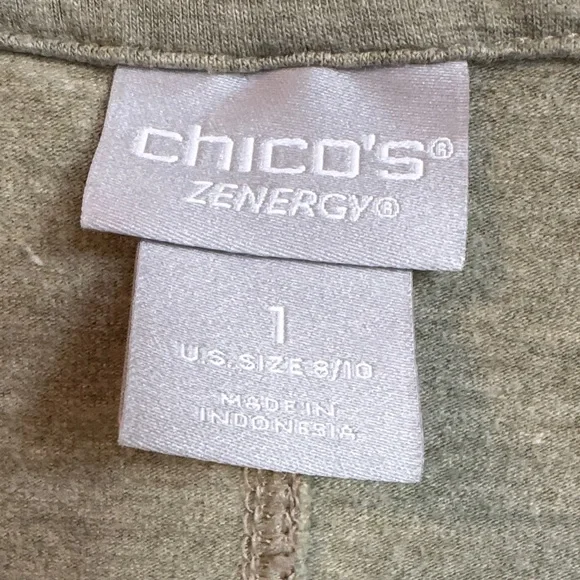 chico's®
ZENERGY®
1
U.S. SIZE 8/10
MADE IN
INDONESIA